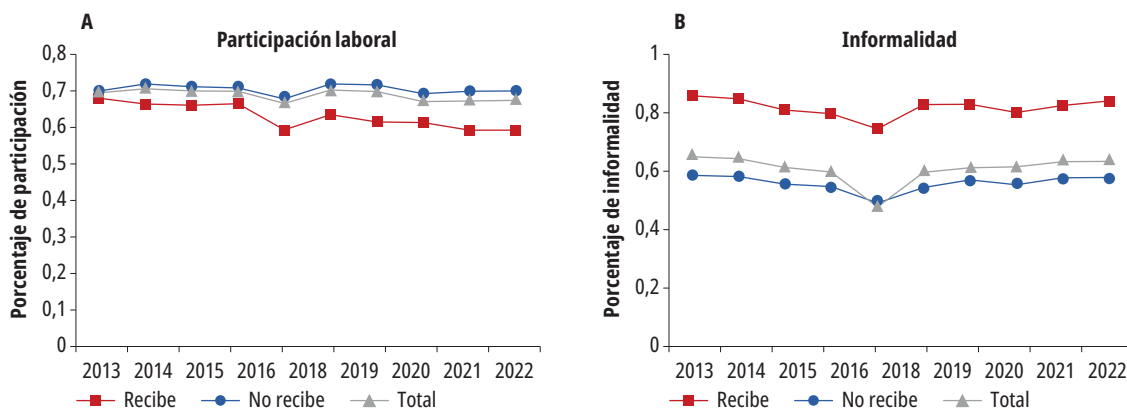 A
Participación laboral
Porcentaje de participación
0,8
0,7
0,6
0,5
0,4
0,3
0,2
0,1
0
2013 2014 2015 2016 2017 2018 2019 2020 2021 2022
Recibe No recibe Total
B
Informalidad
Porcentaje de informalidad
1
0,8
0,6
0,4
0,2
0
2013 2014 2015 2016 2017 2018 2019 2020 2021 2022
Recibe No recibe Total